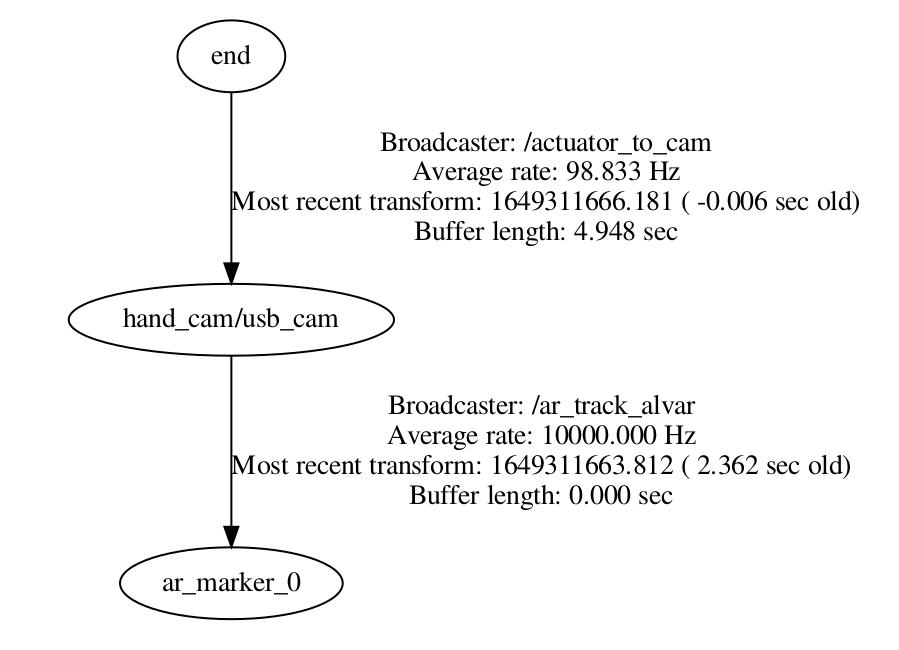 end
Broadcaster: /actuator_to_cam
Average rate: 98.833 Hz
Most recent transform: 1649311666.181 ( -0.006 sec old)
Buffer length: 4.948 sec
hand_cam/usb_cam
Broadcaster: /ar_track_alvar
Average rate: 10000.000 Hz
Most recent transform: 1649311663.812 ( 2.362 sec old)
Buffer length: 0.000 sec
ar_marker_0